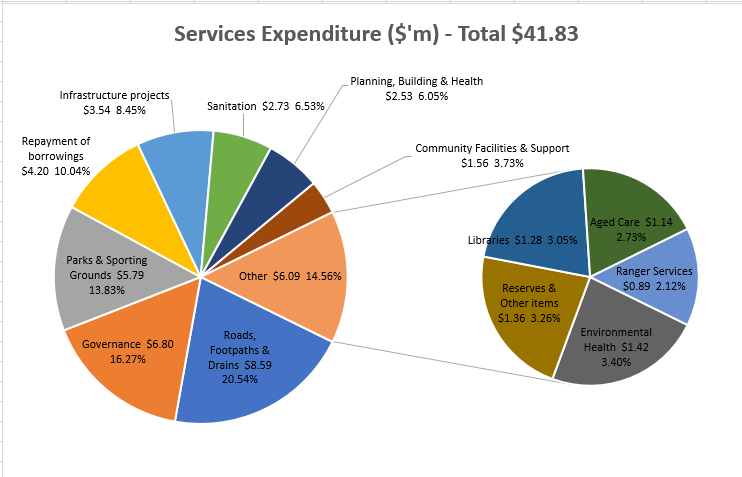 Services Expenditure ($'m) - Total $41.83
Planning, Building & Health
$2.53 6.05%
Infrastructure projects
$3.54 8.45%
Sanitation $2.73 6.53%
Repayment of
borrowings
$4.20 10.04%
Community Facilities & Support
$1.56 3.73%
Parks & Sporting
Grounds $5.79
13.83%
Other $6.09 14.56%
Governance $6.80
16.27%
Roads,
Footpaths &
Drains $8.59
20.54%
Aged Care $1.14
2.73%
Libraries $1.28 3.05%
Ranger Services
$0.89 2.12%
Reserves &
Other items
$1.36 3.26%
Environmental
Health $1.42
3.40%